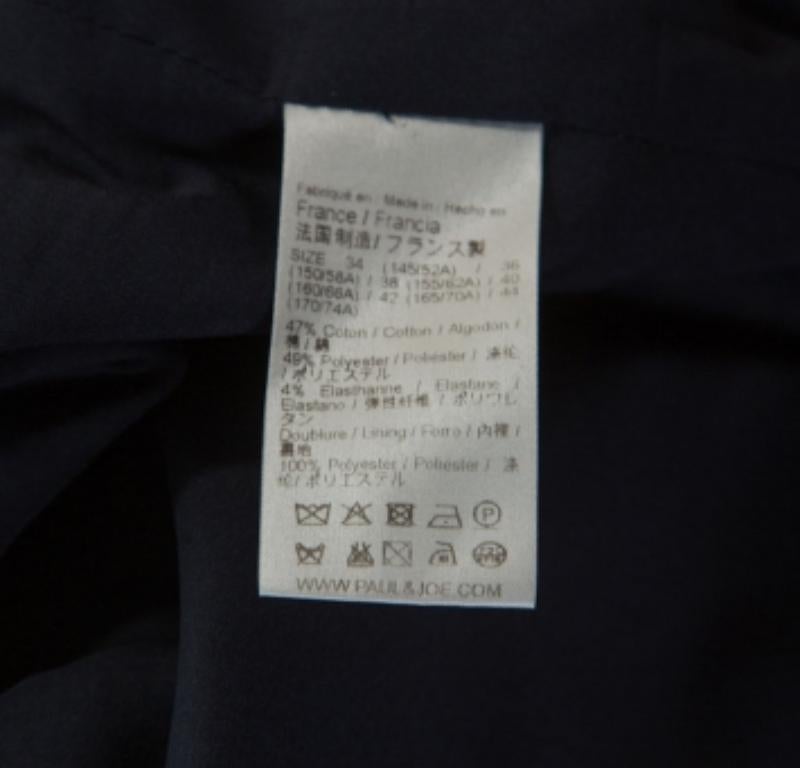 Fabriqué en : Made in : Hecho en
France / Francia
法国制造/ フランス製
SIZE 34 (145/52A) / 36
(150/58A) / 38 (155/62A) / 40
(160/66A) / 42 (165/70A) / 44
(170/74A)
47% Coton / Cotton / Algodon /
棉 / 綿
49% Polyester / Poliéster / 涤纶
/ ポリエステル
4% Elasthanne / Elastane /
Elastano / 弹性纤维 / ポリウレ
タン
Doublure / Lining / Forro / 内裡 /
裏地
100% Polyester / Poliéster / 涤
纶/ ポリエステル
P
WWW.PAUL&JOE.COM